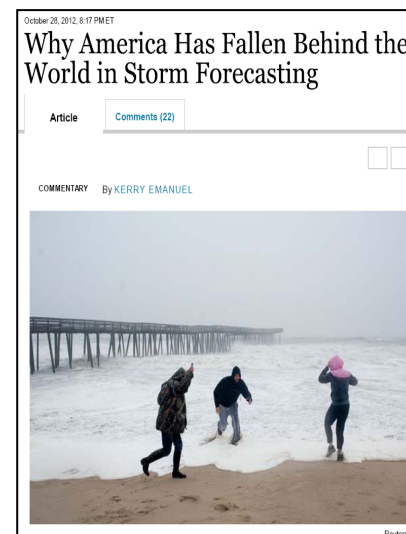 October 28, 2012, 8:17 PM ET
Why America Has Fallen Behind the
World in Storm Forecasting
Article
Comments (22)
COMMENTARY By KERRY EMANUEL
Reuters